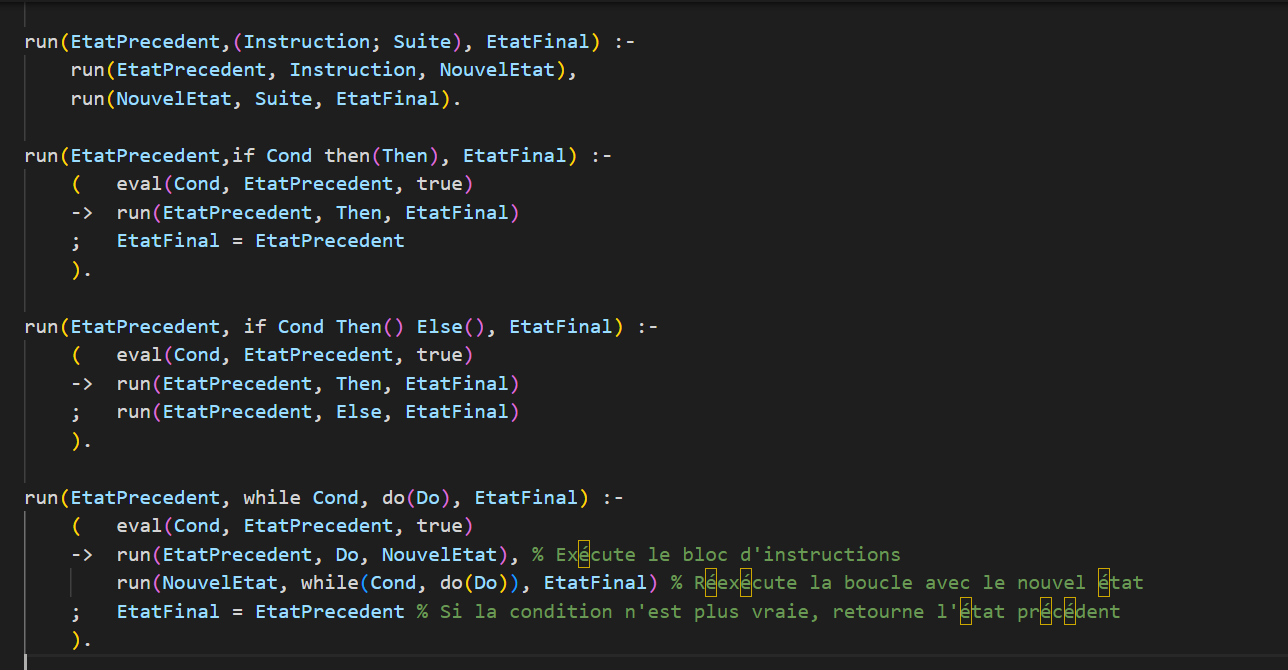 run(EtatPrecedent,(Instruction; Suite), EtatFinal) :-
    run(EtatPrecedent, Instruction, NouvelEtat),
    run(NouvelEtat, Suite, EtatFinal).
run(EtatPrecedent,if Cond then(Then), EtatFinal) :-
    (   eval(Cond, EtatPrecedent, true)
    ->  run(EtatPrecedent, Then, EtatFinal)
    ;   EtatFinal = EtatPrecedent
    ).
run(EtatPrecedent, if Cond Then() Else(), EtatFinal) :-
    (   eval(Cond, EtatPrecedent, true)
    ->  run(EtatPrecedent, Then, EtatFinal)
    ;   run(EtatPrecedent, Else, EtatFinal)
    ).
run(EtatPrecedent, while Cond, do(Do), EtatFinal) :-
    (   eval(Cond, EtatPrecedent, true)
    ->  run(EtatPrecedent, Do, NouvelEtat), % Exécute le bloc d'instructions
        run(NouvelEtat, while(Cond, do(Do)), EtatFinal) % Réexécute la boucle avec le nouvel état
    ;   EtatFinal = EtatPrecedent % Si la condition n'est plus vraie, retourne l'état précédent
    ).